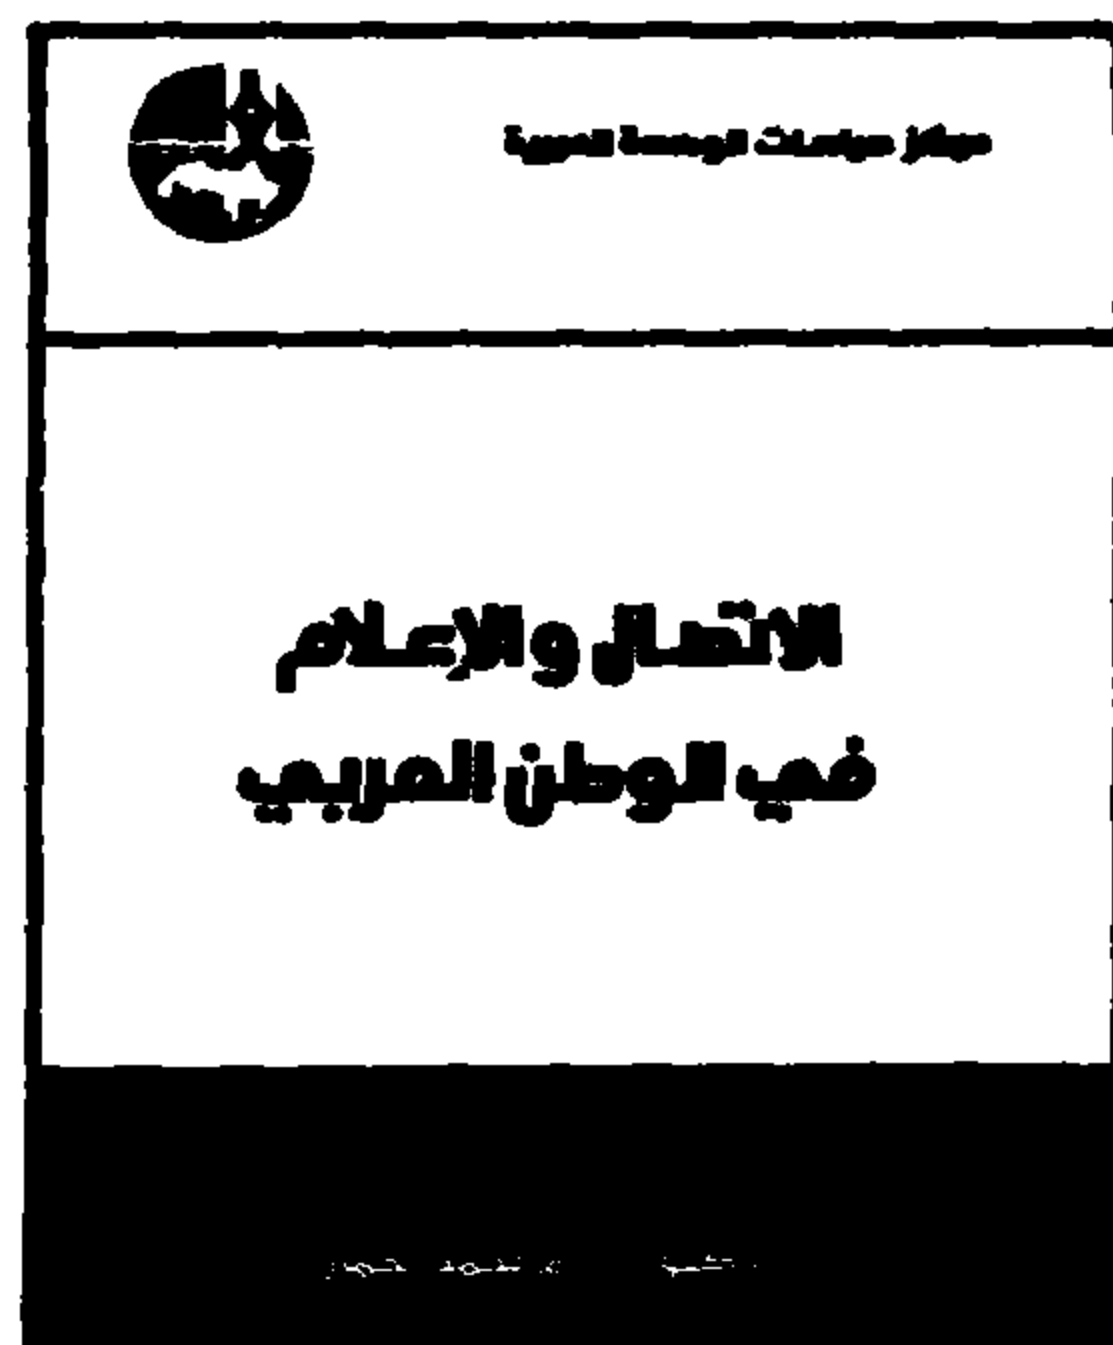 مركز دراسات الوحدة العربية
الاتصال والإعلام
في الوطن العربي